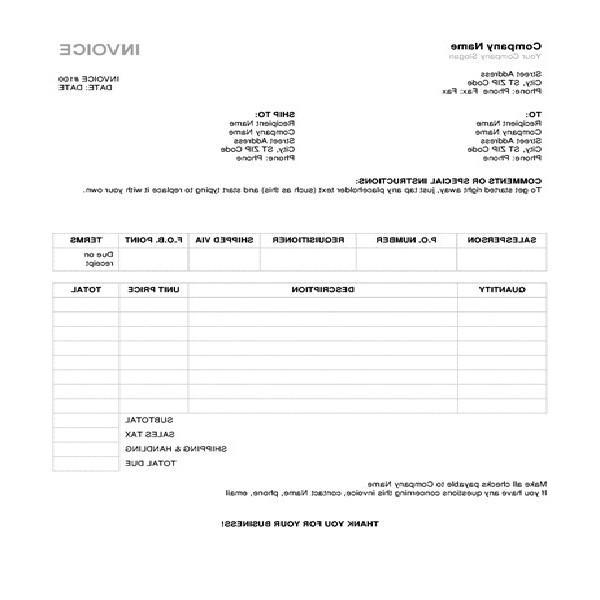 Company Name INVOICE
Your Company Slogan
Street Address INVOICE #100
City, ST ZIP Code DATE: DATE
Phone: Phone Fax: Fax
TO: SHIP TO:
Recipient Name Recipient Name
Company Name Company Name
Street Address Street Address
City, ST ZIP Code City, ST ZIP Code
Phone: Phone Phone: Phone
COMMENTS OR SPECIAL INSTRUCTIONS:
To get started right away, just tap any placeholder text (such as this) and start typing to replace it with your own.
SALESPERSON P.O. NUMBER REQUISITIONER SHIPPED VIA F.O.B. POINT TERMS
Due on
receipt
QUANTITY DESCRIPTION UNIT PRICE TOTAL
SUBTOTAL
SALES TAX
SHIPPING & HANDLING
TOTAL DUE
Make all checks payable to Company Name
If you have any questions concerning this invoice, contact Name, phone, email
THANK YOU FOR YOUR BUSINESS!